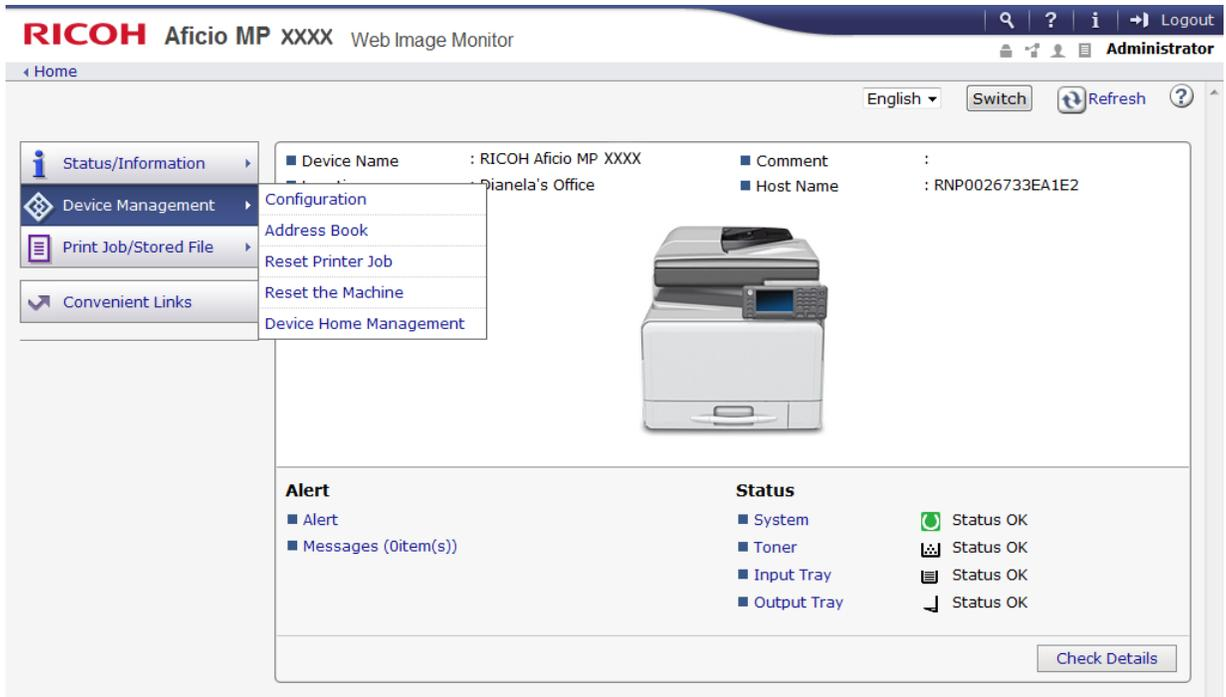 RICOH Aficio MP XXXX Web Image Monitor
? i Logout
Administrator
Home
English Switch Refresh ?
Status/Information
Device Management
Print Job/Stored File
Convenient Links
Configuration
Address Book
Reset Printer Job
Reset the Machine
Device Home Management
Device Name : RICOH Aficio MP XXXX Comment :
: Dianela's Office Host Name : RNP0026733EA1E2
Alert
Alert
Messages (0item(s))
Status
System Status OK
Toner Status OK
Input Tray Status OK
Output Tray Status OK
Check Details